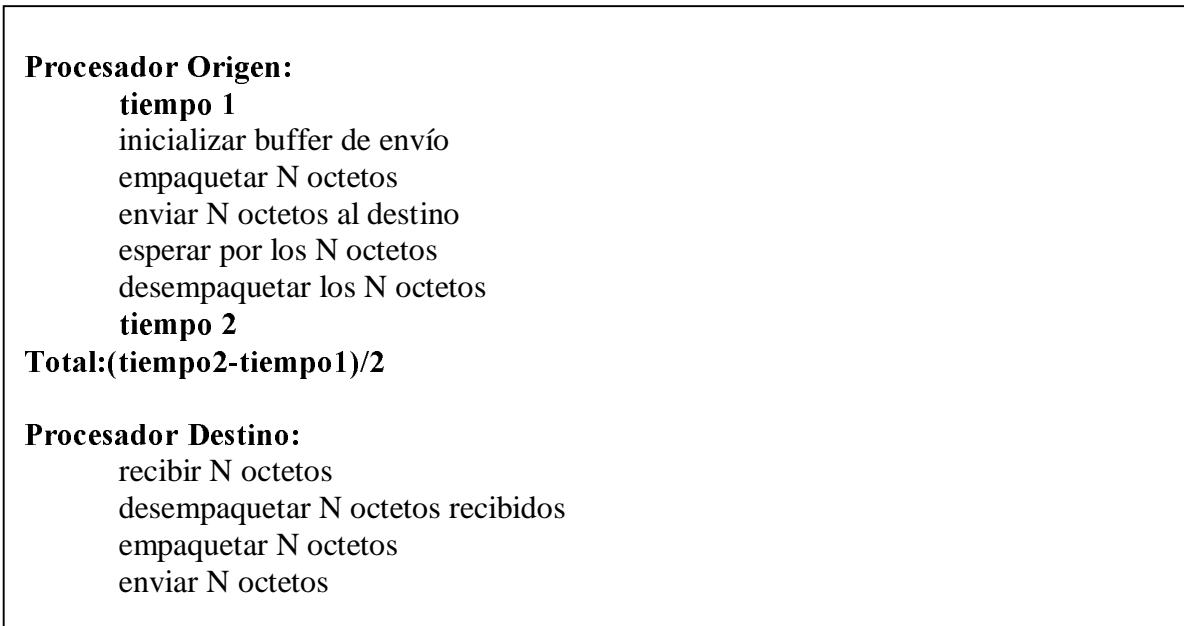 Procesador Origen:
tiempo 1
inicializar buffer de envío
empaquetar N octetos
enviar N octetos al destino
esperar por los N octetos
desempaquetar los N octetos
tiempo 2
Total:(tiempo2-tiempo1)/2
Procesador Destino:
recibir N octetos
desempaquetar N octetos recibidos
empaquetar N octetos
enviar N octetos